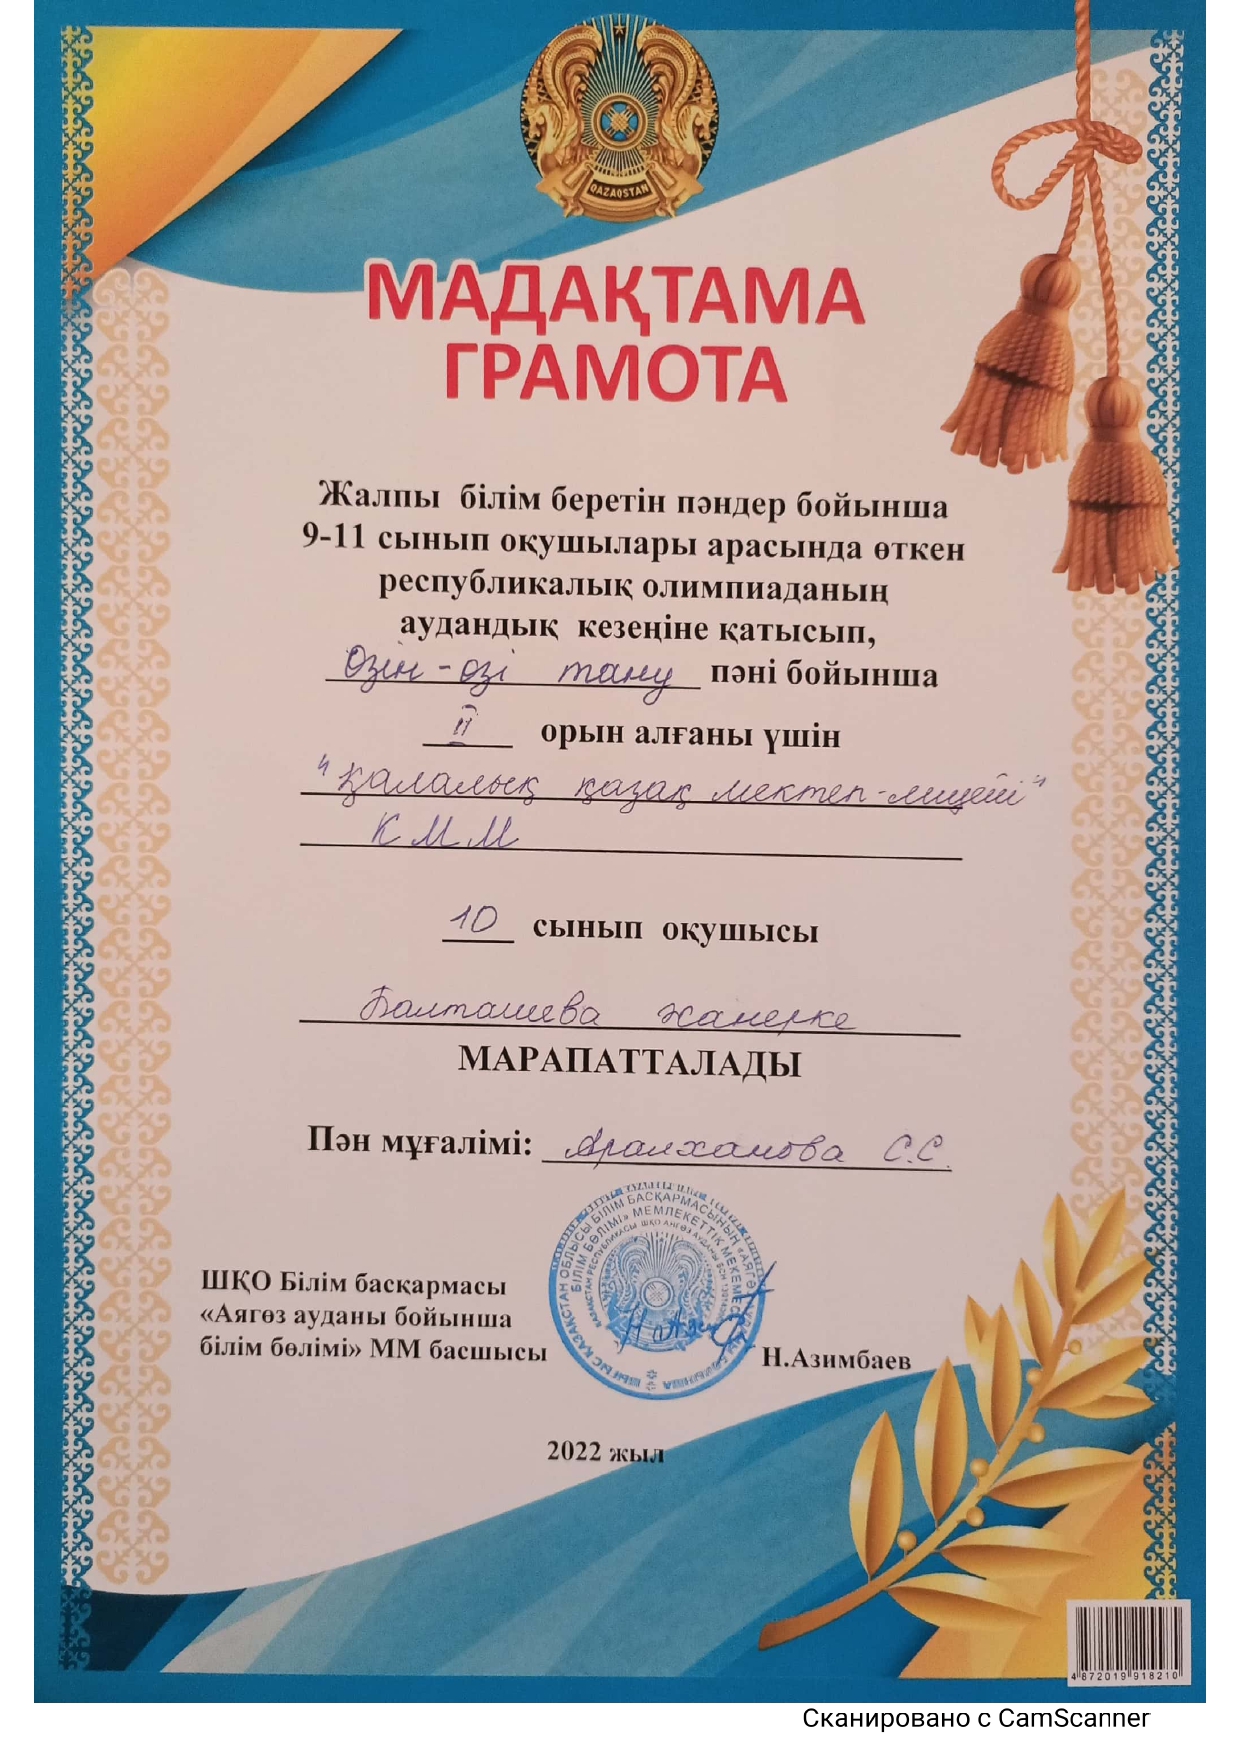 QAZAQSTAN
МАДАҚТАМА
ГРАМОТА
Жалпы білім беретін пәндер бойынша
9-11 сынып оқушылары арасында өткен
республикалық олимпиаданың
аудандық кезеңіне қатысып,
Өзін-өзі тану пәні бойынша
II орын алғаны үшін
"Қалалық қазақ мектеп-лицейі"
КММ
10 сынып оқушысы
Балташева Жанерке
МАРАПАТТАЛАДЫ
Пән мұғалімі: Аралханова С.С.
ШҚО Білім басқармасы
«Аягөз ауданы бойынша
білім бөлімі» ММ басшысы
Н.Азимбаев
2022 жыл
4 872019 918210
Сканировано с CamScanner